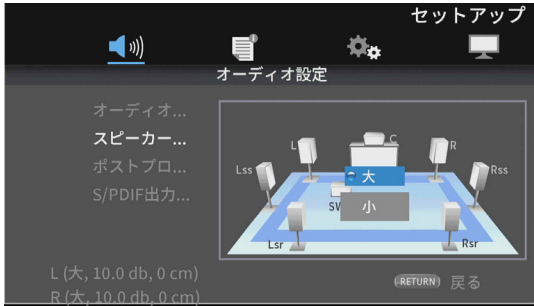 セットアップ
オーディオ設定
オーディオ...
スピーカー...
ポストプロ...
S/PDIF出力...
L
C
R
Lss
Rss
大
SW
小
Lsr
Rsr
L (大, 10.0 db, 0 cm)
R (大, 10.0 db, 0 cm)
RETURN 戻る